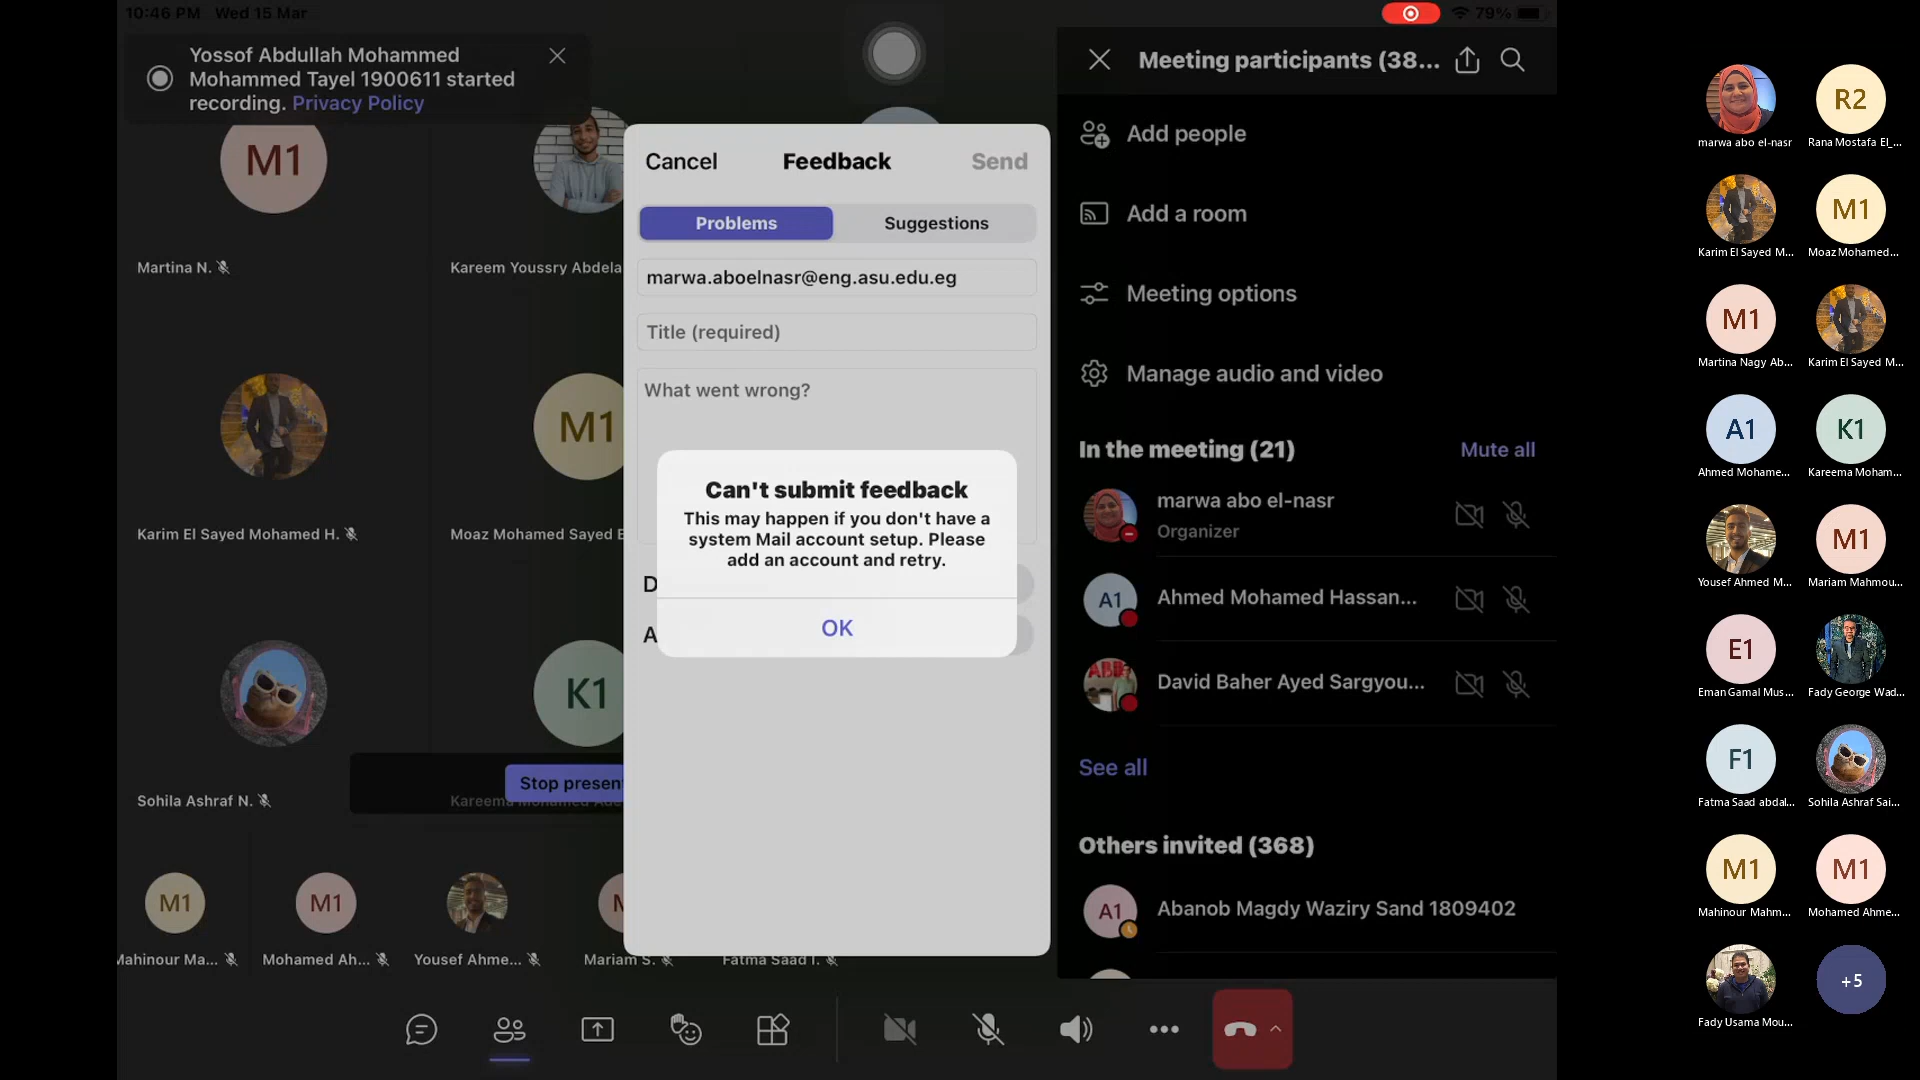 10:46 PM Wed 15 Mar
79%
Yossof Abdullah Mohammed
Mohammed Tayel 1900611 started
recording. Privacy Policy
M1
Martina N.
Kareem Youssry Abdela
Karim El Sayed Mohamed H.
M1
Moaz Mohamed Sayed E
Sohila Ashraf N.
K1
Kareema Mohamed Ade
Stop present
M1
Mahinour Ma...
M1
Mohamed Ah...
Yousef Ahme...
Mariam S.
Fatma Saad I.
Cancel
Feedback
Send
Problems
Suggestions
marwa.aboelnasr@eng.asu.edu.eg
Title (required)
What went wrong?
Can't submit feedback
This may happen if you don't have a
system Mail account setup. Please
add an account and retry.
OK
D
A
Meeting participants (38...
Add people
Add a room
Meeting options
Manage audio and video
In the meeting (21)
Mute all
marwa abo el-nasr
Organizer
A1
Ahmed Mohamed Hassan...
ABB
David Baher Ayed Sargyou...
See all
Others invited (368)
A1
Abanob Magdy Waziry Sand 1809402
marwa abo el-nasr
R2
Rana Mostafa El_...
Karim El Sayed M...
M1
Moaz Mohamed...
M1
Martina Nagy Ab...
Karim El Sayed M...
A1
Ahmed Mohame...
K1
Kareema Moham...
Yousef Ahmed M...
M1
Mariam Mahmou...
E1
Eman Gamal Mus...
Fady George Wad...
F1
Fatma Saad abdal...
Sohila Ashraf Sai...
M1
Mahinour Mahm...
M1
Mohamed Ahme...
Fady Usama Mou...
+5